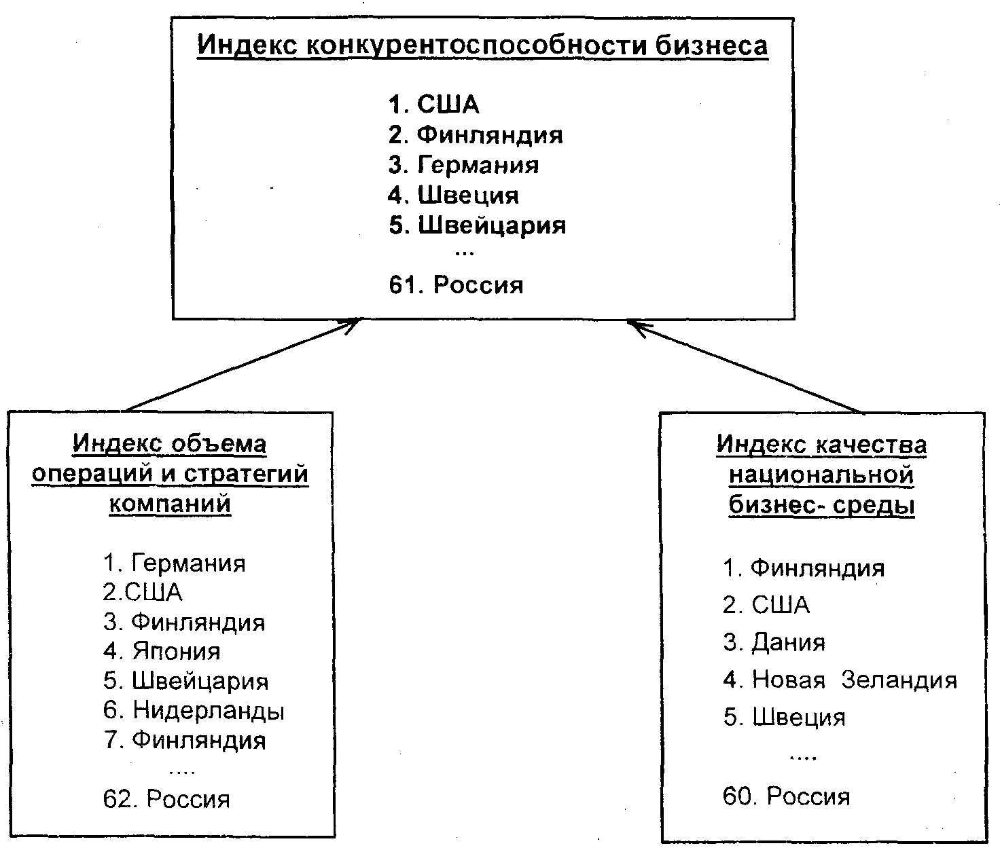 Индекс конкурентоспособности бизнеса
1. США
2. Финляндия
3. Германия
4. Швеция
5. Швейцария
...
61. Россия
Индекс объема
операций и стратегий
компаний
1. Германия
2.США
3. Финляндия
4. Япония
5. Швейцария
6. Нидерланды
7. Финляндия
....
62. Россия
Индекс качества
национальной
бизнес- среды
1. Финляндия
2. США
3. Дания
4. Новая Зеландия
5. Швеция
....
60. Россия